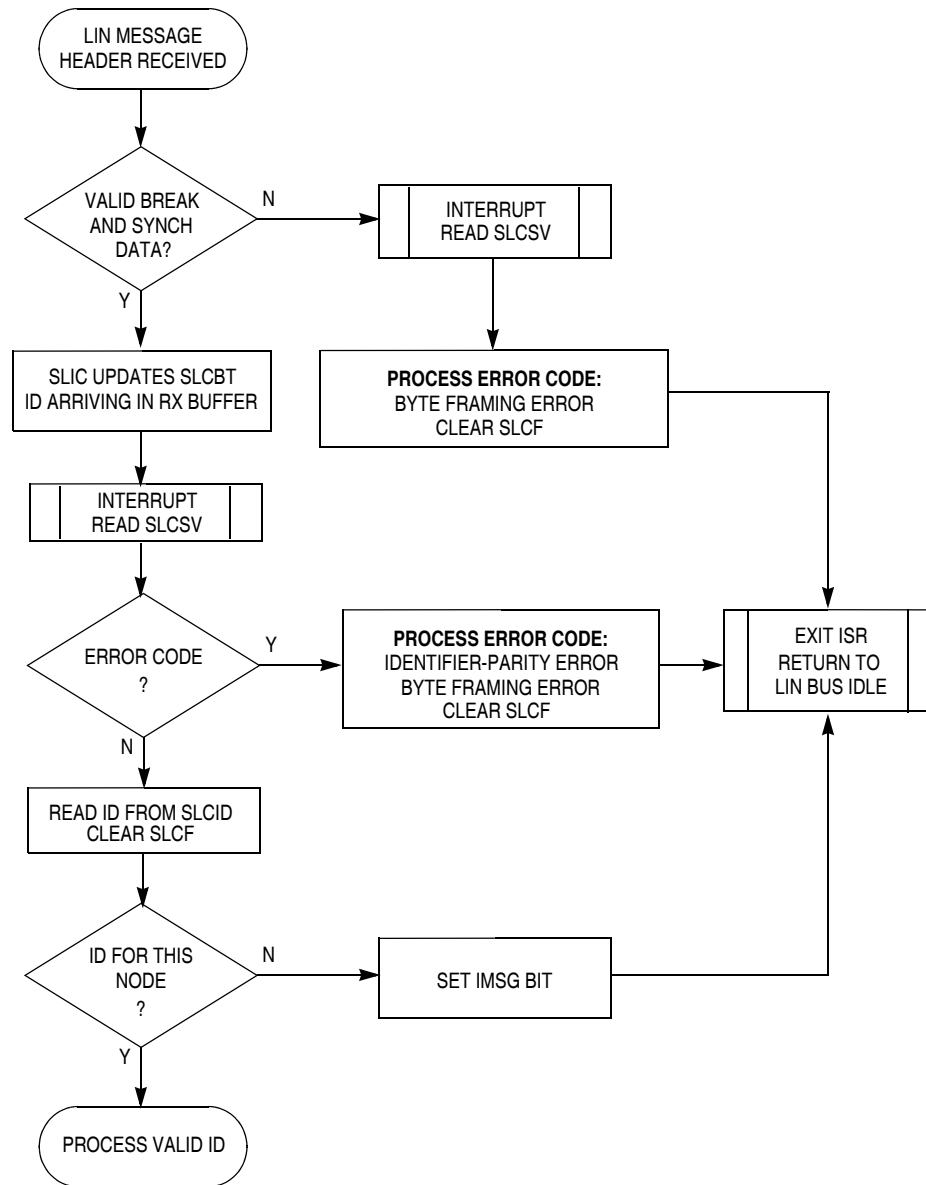 LIN MESSAGE
HEADER RECEIVED
VALID BREAK
AND SYNCH
DATA?
N
INTERRUPT
READ SLCSV
Y
SLIC UPDATES SLCBT
ID ARRIVING IN RX BUFFER
PROCESS ERROR CODE:
BYTE FRAMING ERROR
CLEAR SLCF
INTERRUPT
READ SLCSV
ERROR CODE
?
Y
PROCESS ERROR CODE:
IDENTIFIER-PARITY ERROR
BYTE FRAMING ERROR
CLEAR SLCF
EXIT ISR
RETURN TO
LIN BUS IDLE
N
READ ID FROM SLCID
CLEAR SLCF
ID FOR THIS
NODE
?
N
SET IMSG BIT
Y
PROCESS VALID ID